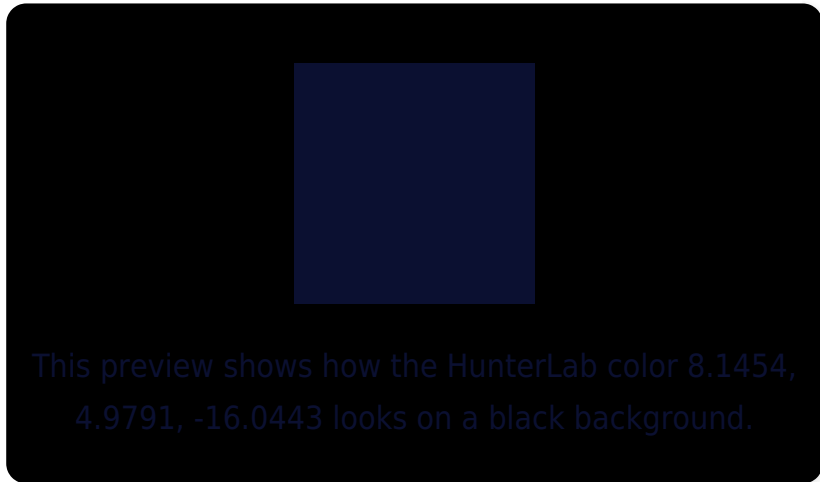 This preview shows how the HunterLab color 8.1454,
4.9791, -16.0443 looks on a black background.